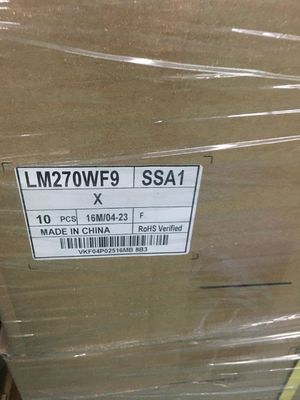 LM270WF9 SSA1
X
10 PCS 16M/04-23 F
MADE IN CHINA RoHS Verified
VKF04P02516MB 8B3